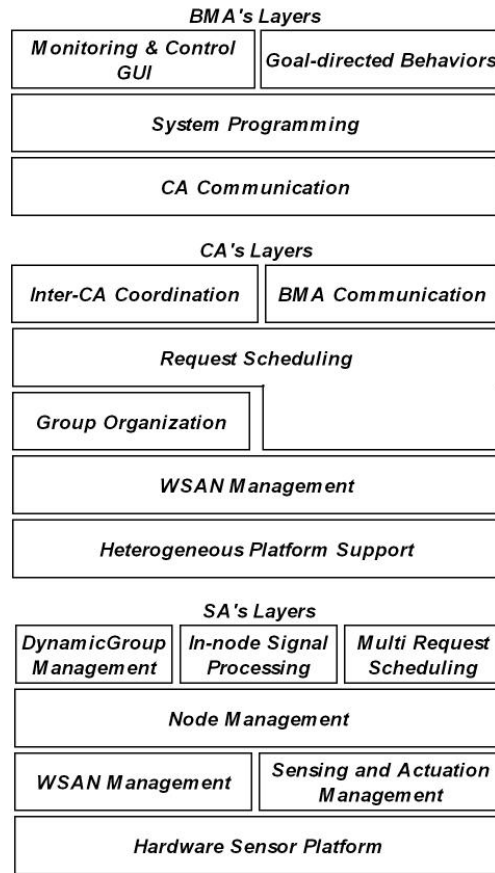 BMA's Layers
Monitoring & Control
GUI
Goal-directed Behaviors
System Programming
CA Communication
CA's Layers
Inter-CA Coordination
BMA Communication
Request Scheduling
Group Organization
WSAN Management
Heterogeneous Platform Support
SA's Layers
DynamicGroup
Management
In-node Signal
Processing
Multi Request
Scheduling
Node Management
WSAN Management
Sensing and Actuation
Management
Hardware Sensor Platform